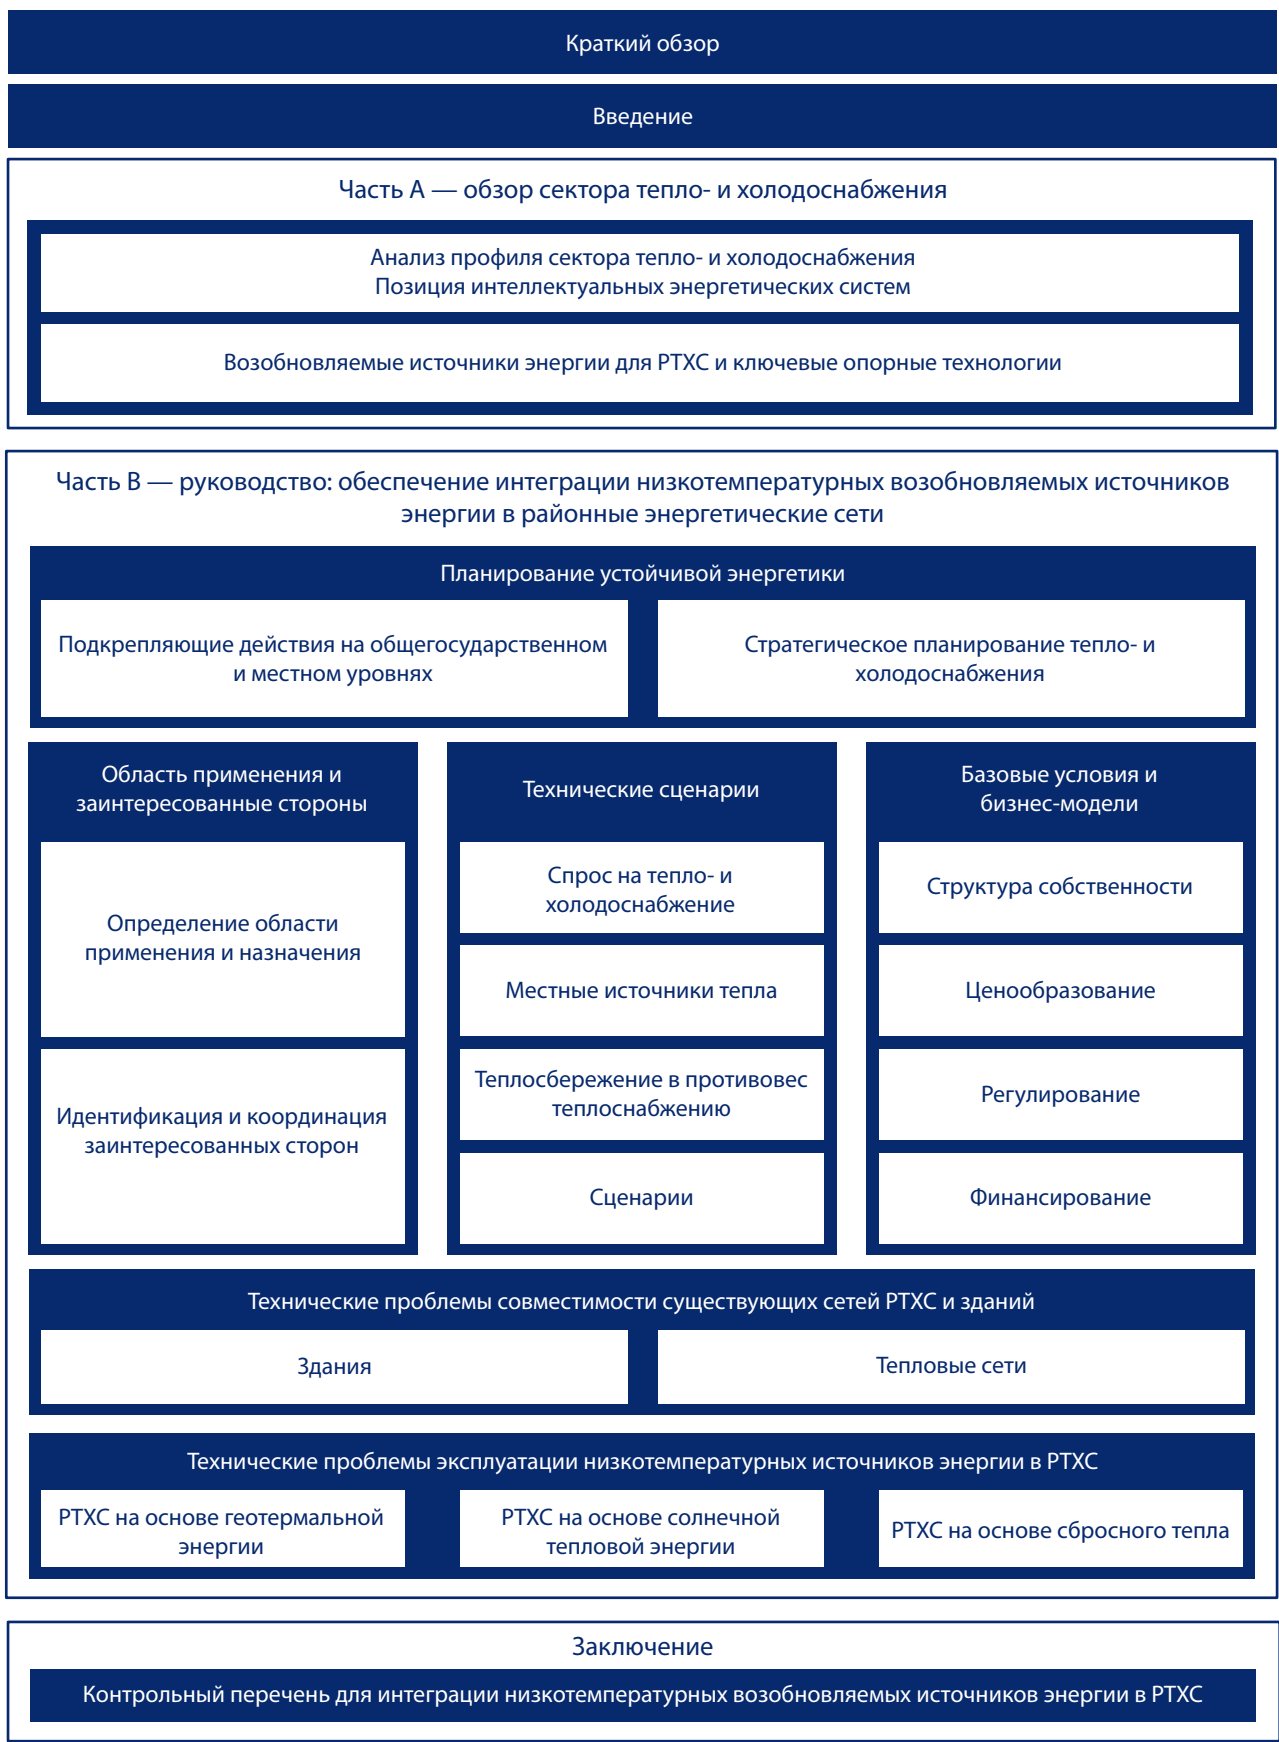 Краткий обзор
Введение
Часть А — обзор сектора тепло- и холодоснабжения
Анализ профиля сектора тепло- и холодоснабжения
Позиция интеллектуальных энергетических систем
Возобновляемые источники энергии для РТХС и ключевые опорные технологии
Часть В — руководство: обеспечение интеграции низкотемпературных возобновляемых источников
энергии в районные энергетические сети
Планирование устойчивой энергетики
Подкрепляющие действия на общегосударственном
и местном уровнях
Стратегическое планирование тепло- и
холодоснабжения
Область применения и
заинтересованные стороны
Определение области
применения и назначения
Идентификация и координация
заинтересованных сторон
Технические сценарии
Спрос на тепло- и
холодоснабжение
Местные источники тепла
Теплосбережение в противовес
теплоснабжению
Сценарии
Базовые условия и
бизнес-модели
Структура собственности
Ценообразование
Регулирование
Финансирование
Технические проблемы совместимости существующих сетей РТХС и зданий
Здания
Тепловые сети
Технические проблемы эксплуатации низкотемпературных источников энергии в РТХС
РТХС на основе геотермальной
энергии
РТХС на основе солнечной
тепловой энергии
РТХС на основе сбросного тепла
Заключение
Контрольный перечень для интеграции низкотемпературных возобновляемых источников энергии в РТХС